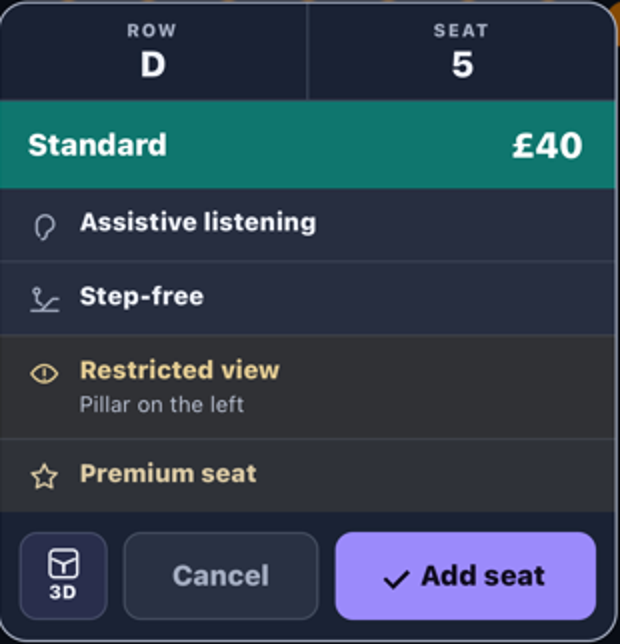 ROW
SEAT
D
5
Standard
£40
Assistive listening
Step-free
Restricted view
Pillar on the left
Premium seat
3D
Cancel
Add seat